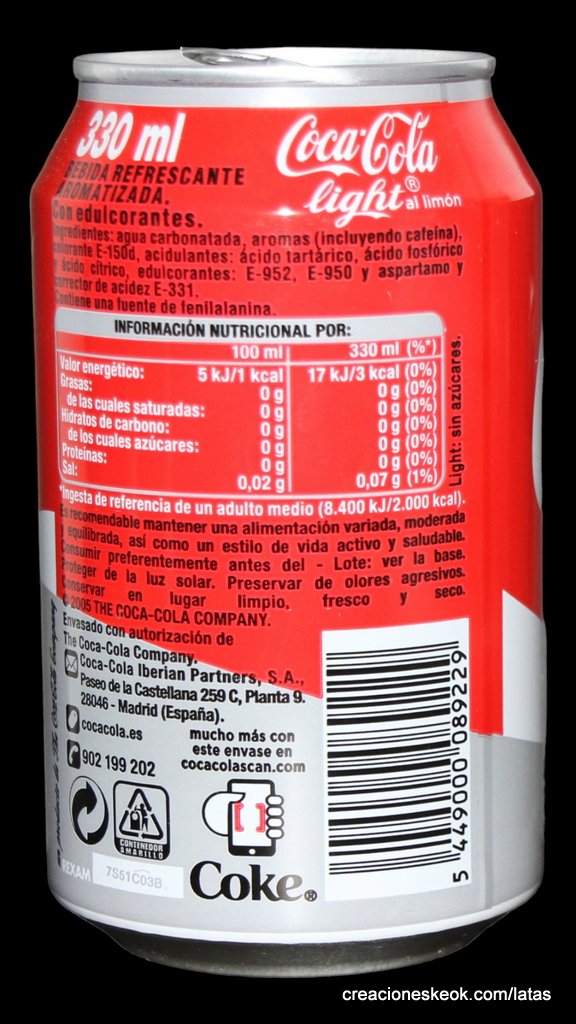 330 ml
BEBIDA REFRESCANTE
AROMATIZADA.
Coca-Cola
light® al limón
Con edulcorantes.
Ingredientes: agua carbonatada, aromas (incluyendo cafeína),
colorante E-150d, acidulantes: ácido tartárico, ácido fosfórico
y ácido cítrico, edulcorantes: E-952, E-950 y aspartamo y
corrector de acidez E-331.
Contiene una fuente de fenilalanina.
INFORMACIÓN NUTRICIONAL POR:
100 ml 330 ml (%*)
Valor energético: 5 kJ/1 kcal 17 kJ/3 kcal (0%)
Grasas: 0 g 0 g (0%)
de las cuales saturadas: 0 g 0 g (0%)
Hidratos de carbono: 0 g 0 g (0%)
de los cuales azúcares: 0 g 0 g (0%)
Proteínas: 0 g 0 g (0%)
Sal: 0,02 g 0,07 g (1%)
Light: sin azúcares.
*Ingesta de referencia de un adulto medio (8.400 kJ/2.000 kcal).
Es recomendable mantener una alimentación variada, moderada
y equilibrada, así como un estilo de vida activo y saludable.
Consumir preferentemente antes del - Lote: ver la base.
Proteger de la luz solar. Preservar de olores agresivos.
Conservar en lugar limpio, fresco y seco.
© 2005 THE COCA-COLA COMPANY.
Envasado con autorización de
The Coca-Cola Company.
Coca-Cola Iberian Partners, S.A.,
Paseo de la Castellana 259 C, Planta 9.
28046 - Madrid (España).
cocacola.es
902 199 202
mucho más con
este envase en
cocacolascan.com
CONTENEDOR
AMARILLO
REXAM
7S51C03B
Coke®
5 449000 089229
creacioneskeok.com/latas